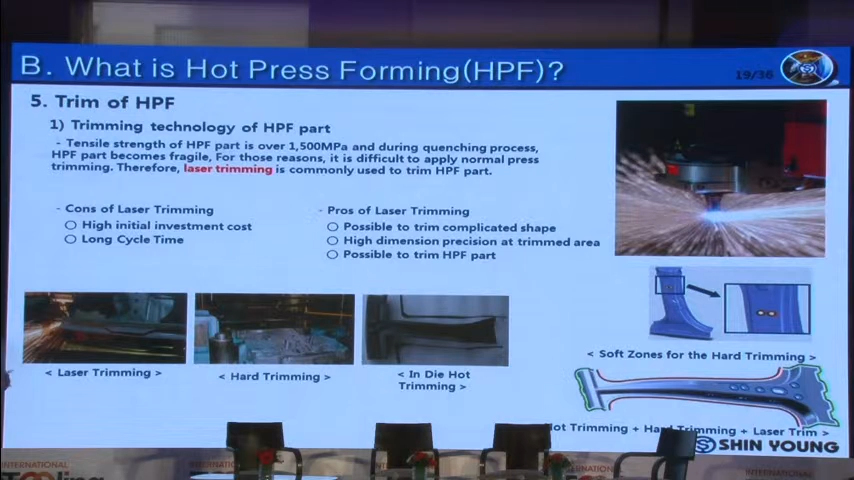 B. What is Hot Press Forming(HPF)?
19/36
5. Trim of HPF
1) Trimming technology of HPF part
- Tensile strength of HPF part is over 1,500MPa and during quenching process,
HPF part becomes fragile, For those reasons, it is difficult to apply normal press
trimming. Therefore, laser trimming is commonly used to trim HPF part.
- Cons of Laser Trimming
○ High initial investment cost
○ Long Cycle Time
- Pros of Laser Trimming
○ Possible to trim complicated shape
○ High dimension precision at trimmed area
○ Possible to trim HPF part
< Laser Trimming >
< Hard Trimming >
< In Die Hot
Trimming >
< Soft Zones for the Hard Trimming >
Hot Trimming + Hard Trimming + Laser Trim >
SHIN YOUNG
INTERNATIONAL
INTERNATIONAL
INTERNATIONAL